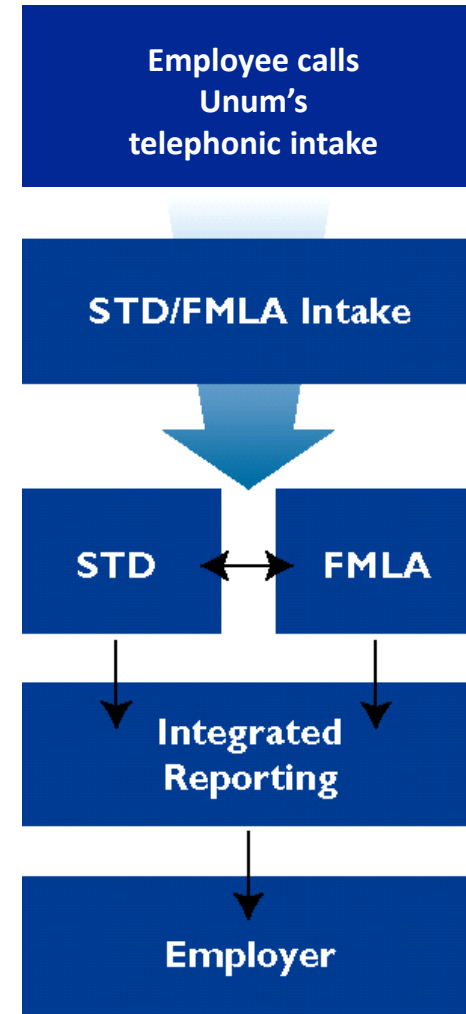 Employee calls
Unum’s
telephonic intake
STD/FMLA Intake
STD
FMLA
Integrated
Reporting
Employer